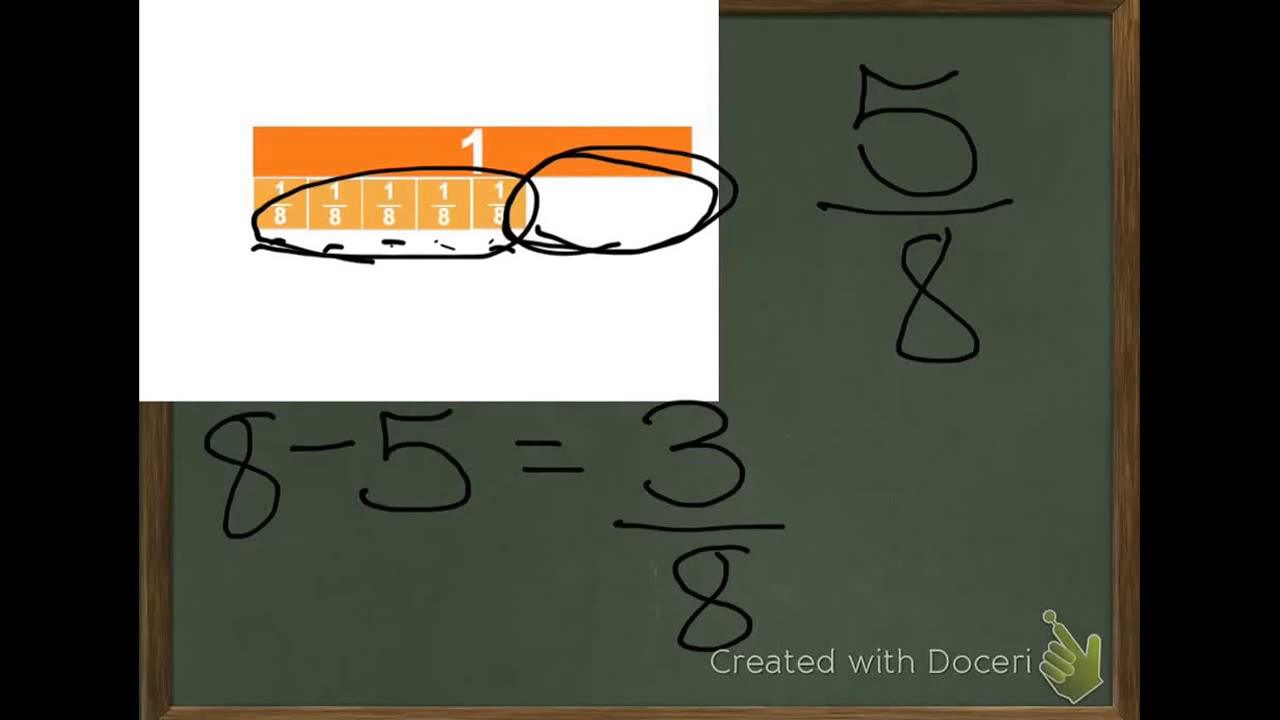 1
1/8 1/8 1/8 1/8 1/8
5
8
8 - 5 = 3
8
Created with Doceri